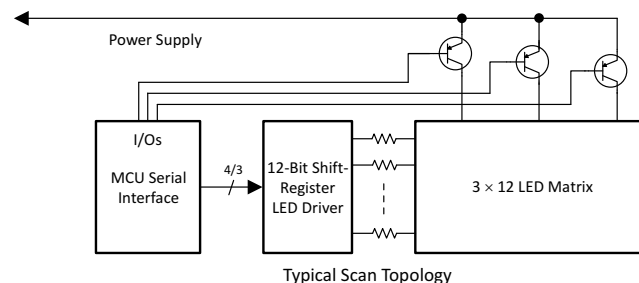 Power Supply
I/Os
MCU Serial
Interface
4/3
12-Bit Shift-
Register
LED Driver
3 × 12 LED Matrix
Typical Scan Topology